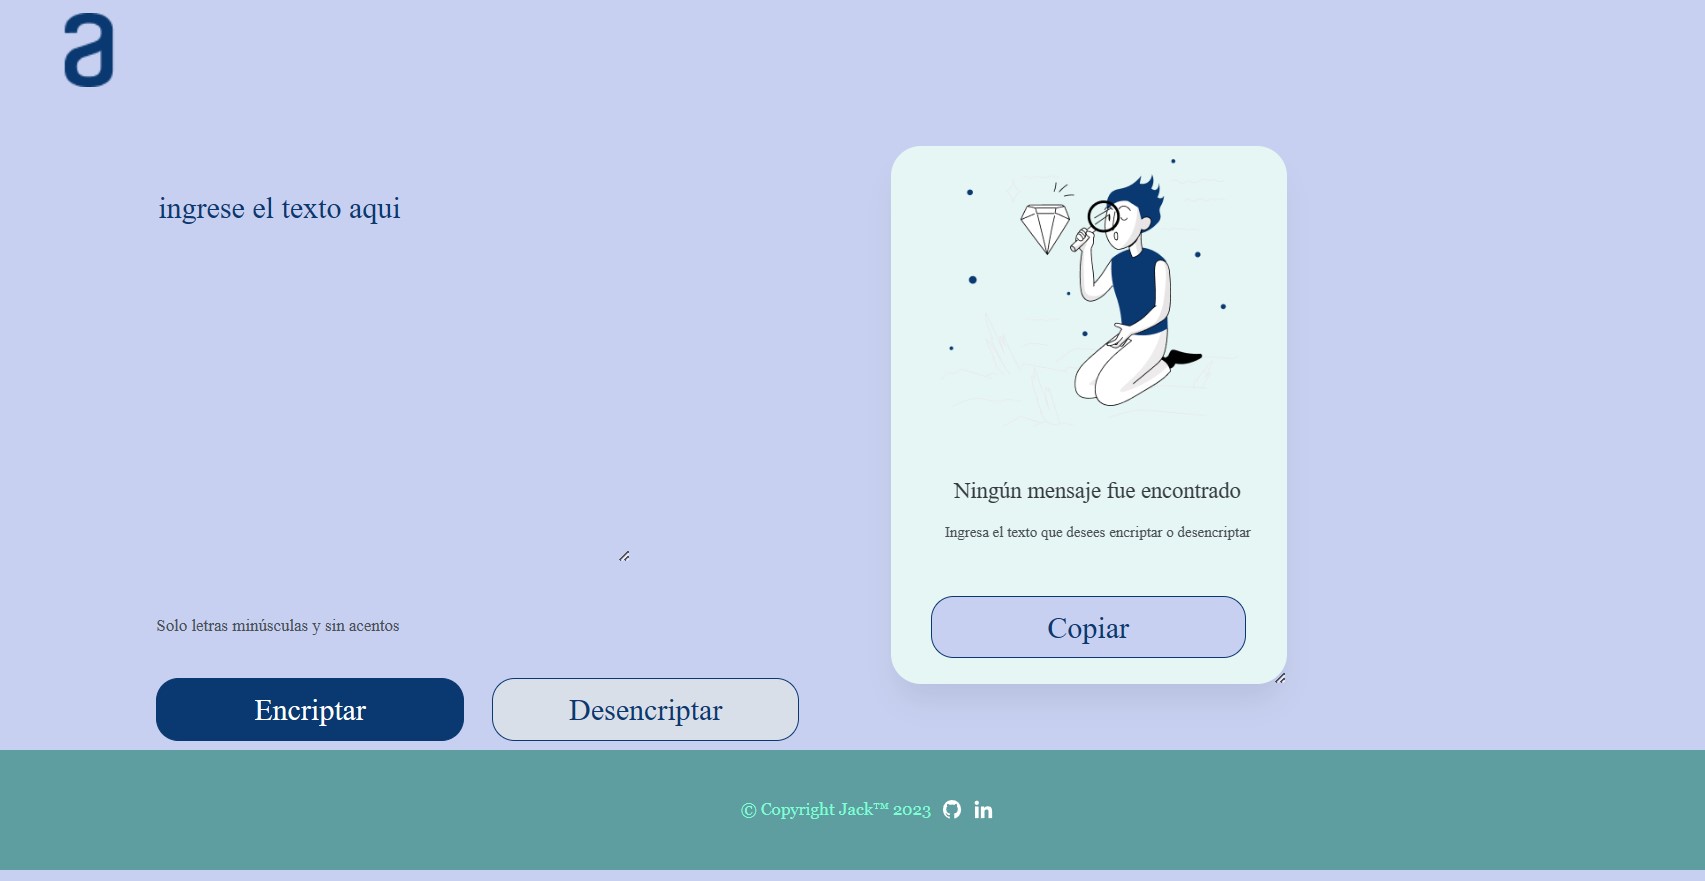 a
ingrese el texto aqui
Solo letras minúsculas y sin acentos
Encriptar
Desencriptar
Ningún mensaje fue encontrado
Ingresa el texto que desees encriptar o desencriptar
Copiar
© Copyright Jack™ 2023 in